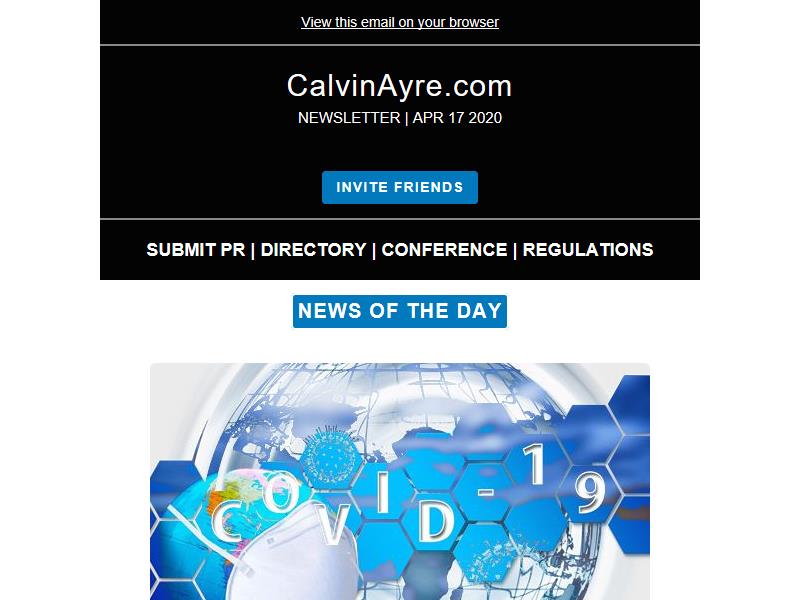 View this email on your browser
CalvinAyre.com
NEWSLETTER | APR 17 2020
INVITE FRIENDS
SUBMIT PR | DIRECTORY | CONFERENCE | REGULATIONS
NEWS OF THE DAY
COVID-19